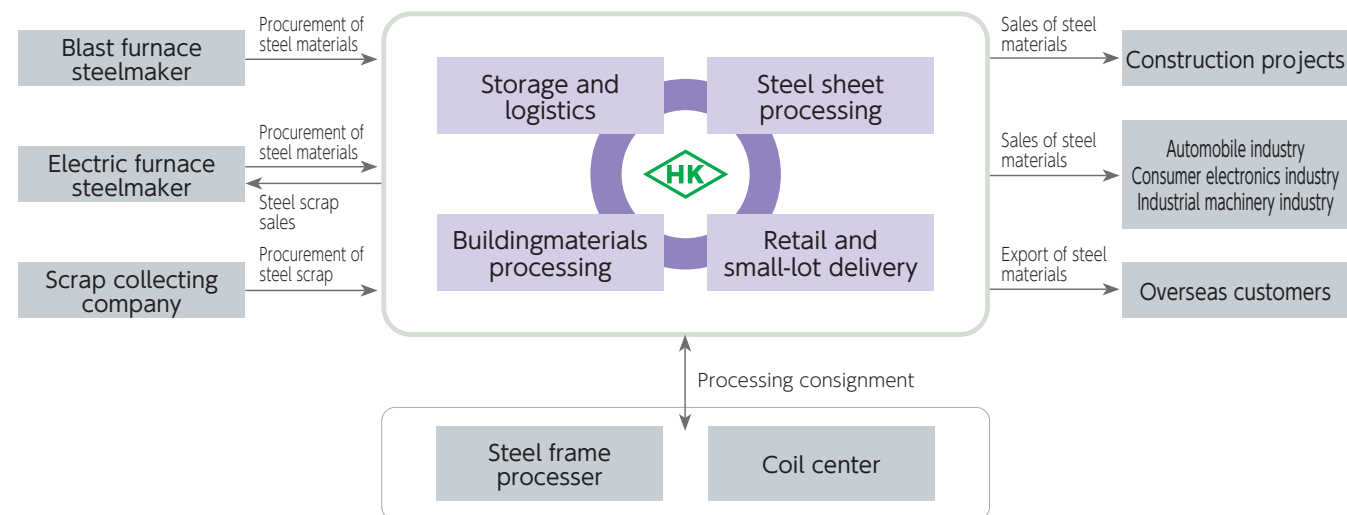 Blast furnace
steelmaker
Procurement of
steel materials
Electric furnace
steelmaker
Procurement of
steel materials
Steel scrap
sales
Scrap collecting
company
Procurement of
steel scrap
Storage and
logistics
Steel sheet
processing
HK
Buildingmaterials
processing
Retail and
small-lot delivery
Sales of steel
materials
Construction projects
Sales of steel
materials
Automobile industry
Consumer electronics industry
Industrial machinery industry
Export of steel
materials
Overseas customers
Processing consignment
Steel frame
processer
Coil center